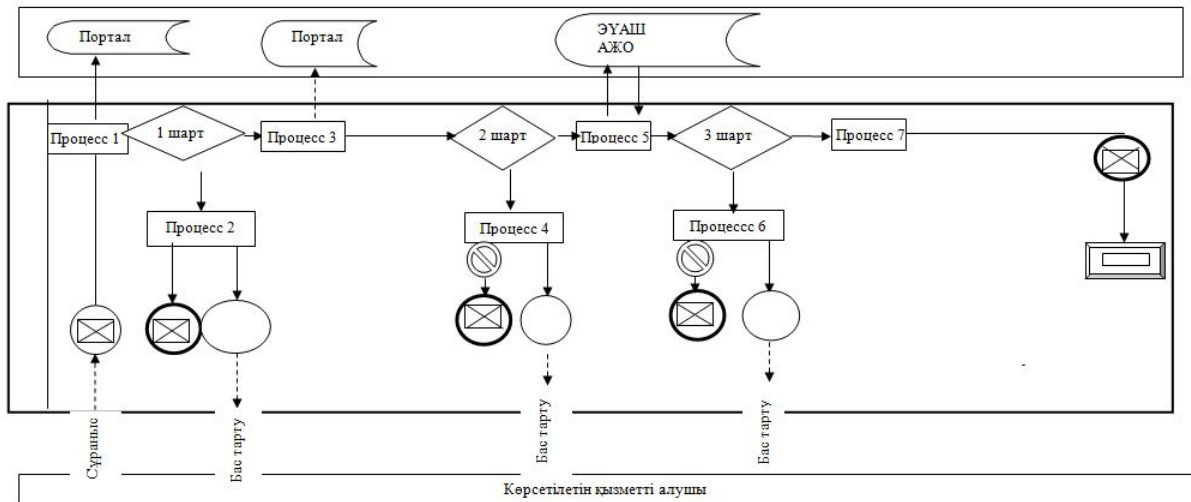 Портал
Портал
ЭҮАШ
АЖО
Процесс 1
1 шарт
Процесс 3
2 шарт
Процесс 5
3 шарт
Процесс 7
Процесс 2
Процесс 4
Процессс 6
Сұраныс
Бас тарту
Бас тарту
Бас тарту
Көрсетілетін қызметті алушы